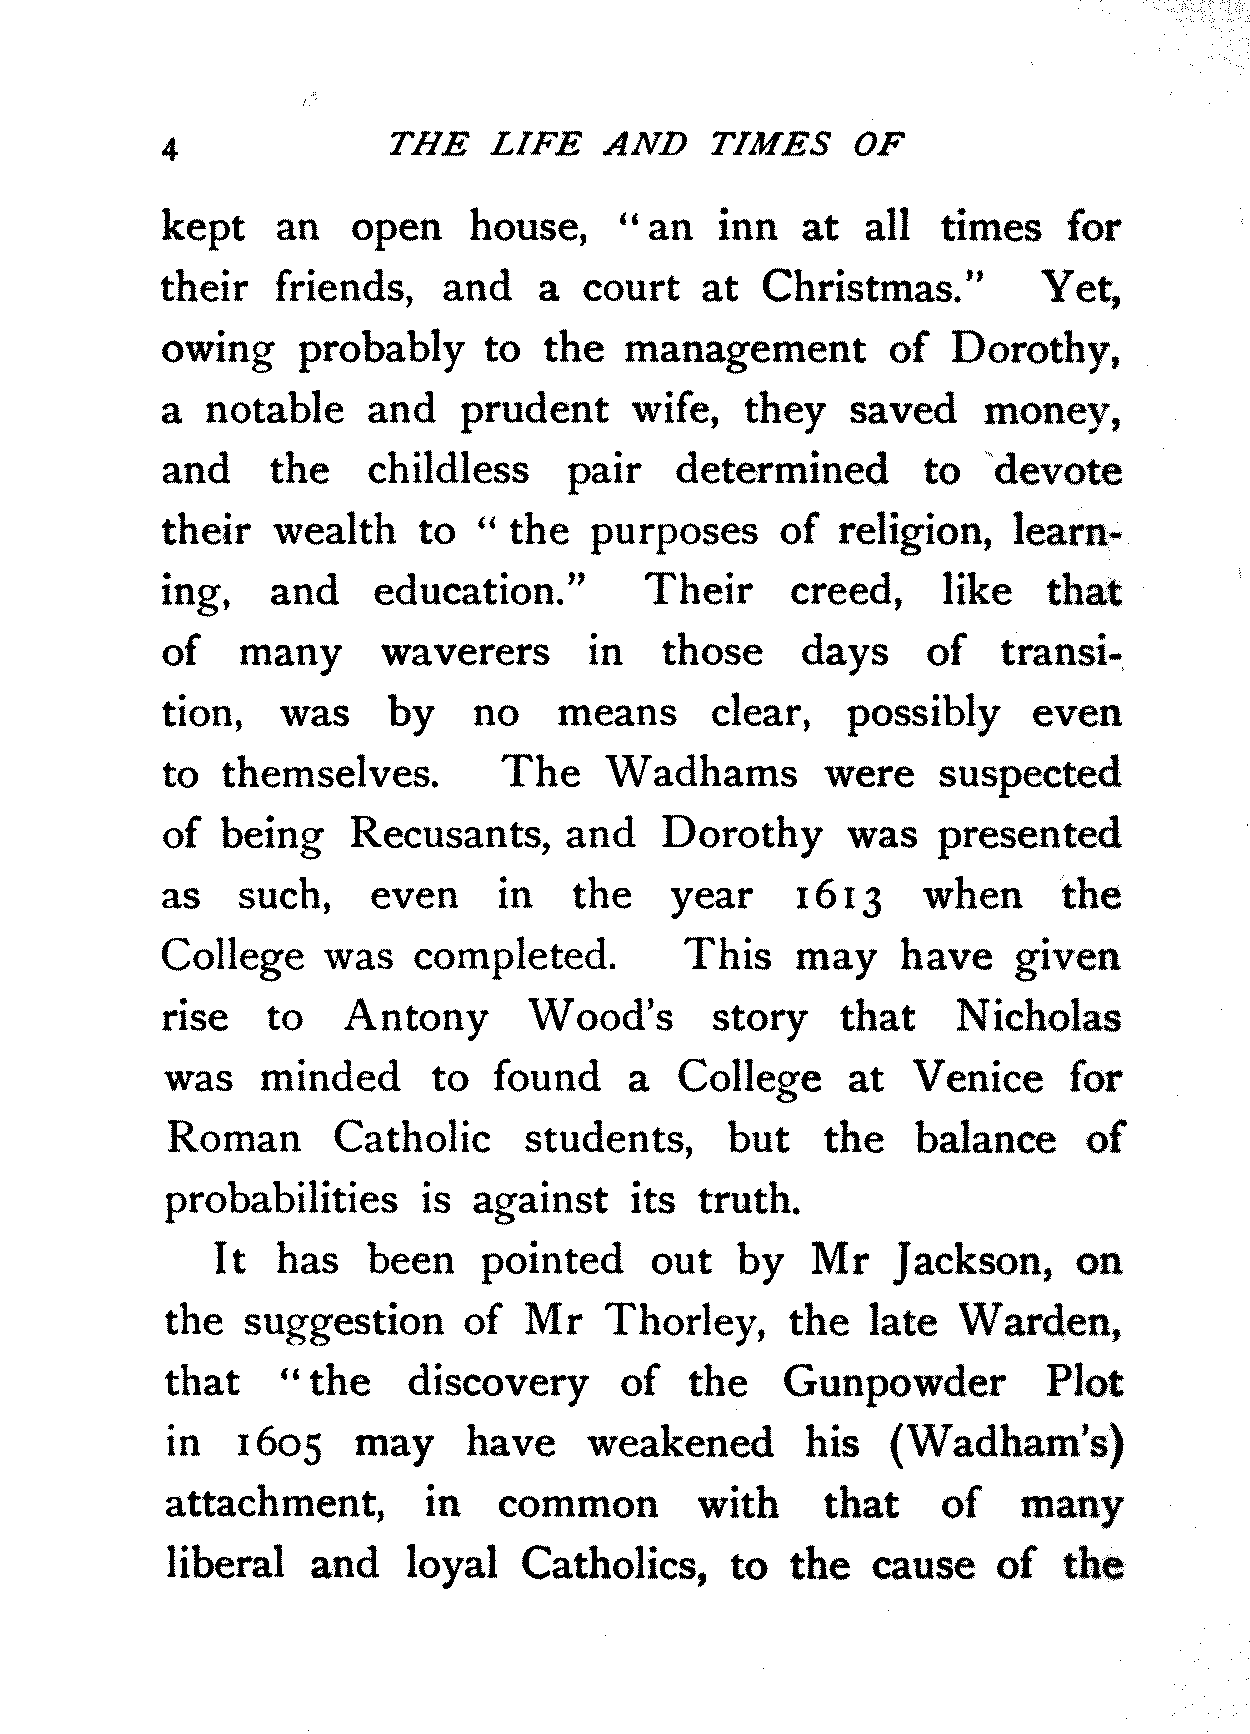 4 THE LIFE AND TIMES OF
kept an open house, “an inn at all times for
their friends, and a court at Christmas.” Yet,
owing probably to the management of Dorothy,
a notable and prudent wife, they saved money,
and the childless pair determined to devote
their wealth to “the purposes of religion, learn-
ing, and education.” Their creed, like that
of many waverers in those days of transi-
tion, was by no means clear, possibly even
to themselves. The Wadhams were suspected
of being Recusants, and Dorothy was presented
as such, even in the year 1613 when the
College was completed. This may have given
rise to Antony Wood's story that Nicholas
was minded to found a College at Venice for
Roman Catholic students, but the balance of
probabilities is against its truth.
It has been pointed out by Mr Jackson, on
the suggestion of Mr Thorley, the late Warden,
that “the discovery of the Gunpowder Plot
in 1605 may have weakened his (Wadham's)
attachment, in common with that of many
liberal and loyal Catholics, to the cause of the